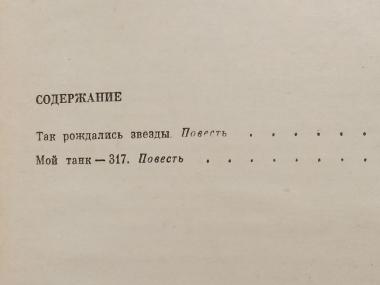 СОДЕРЖАНИЕ
Так рождались звезды. Повесть . . . . . .
Мой танк — 317. Повесть . . . . . . .